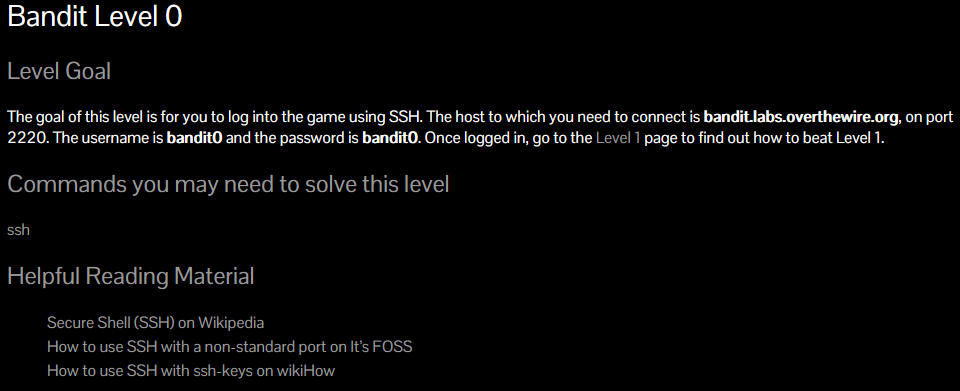 Bandit Level 0
Level Goal
The goal of this level is for you to log into the game using SSH. The host to which you need to connect is bandit.labs.overthewire.org, on port
2220. The username is bandit0 and the password is bandit0. Once logged in, go to the Level 1 page to find out how to beat Level 1.
Commands you may need to solve this level
ssh
Helpful Reading Material
Secure Shell (SSH) on Wikipedia
How to use SSH with a non-standard port on It's FOSS
How to use SSH with ssh-keys on wikiHow